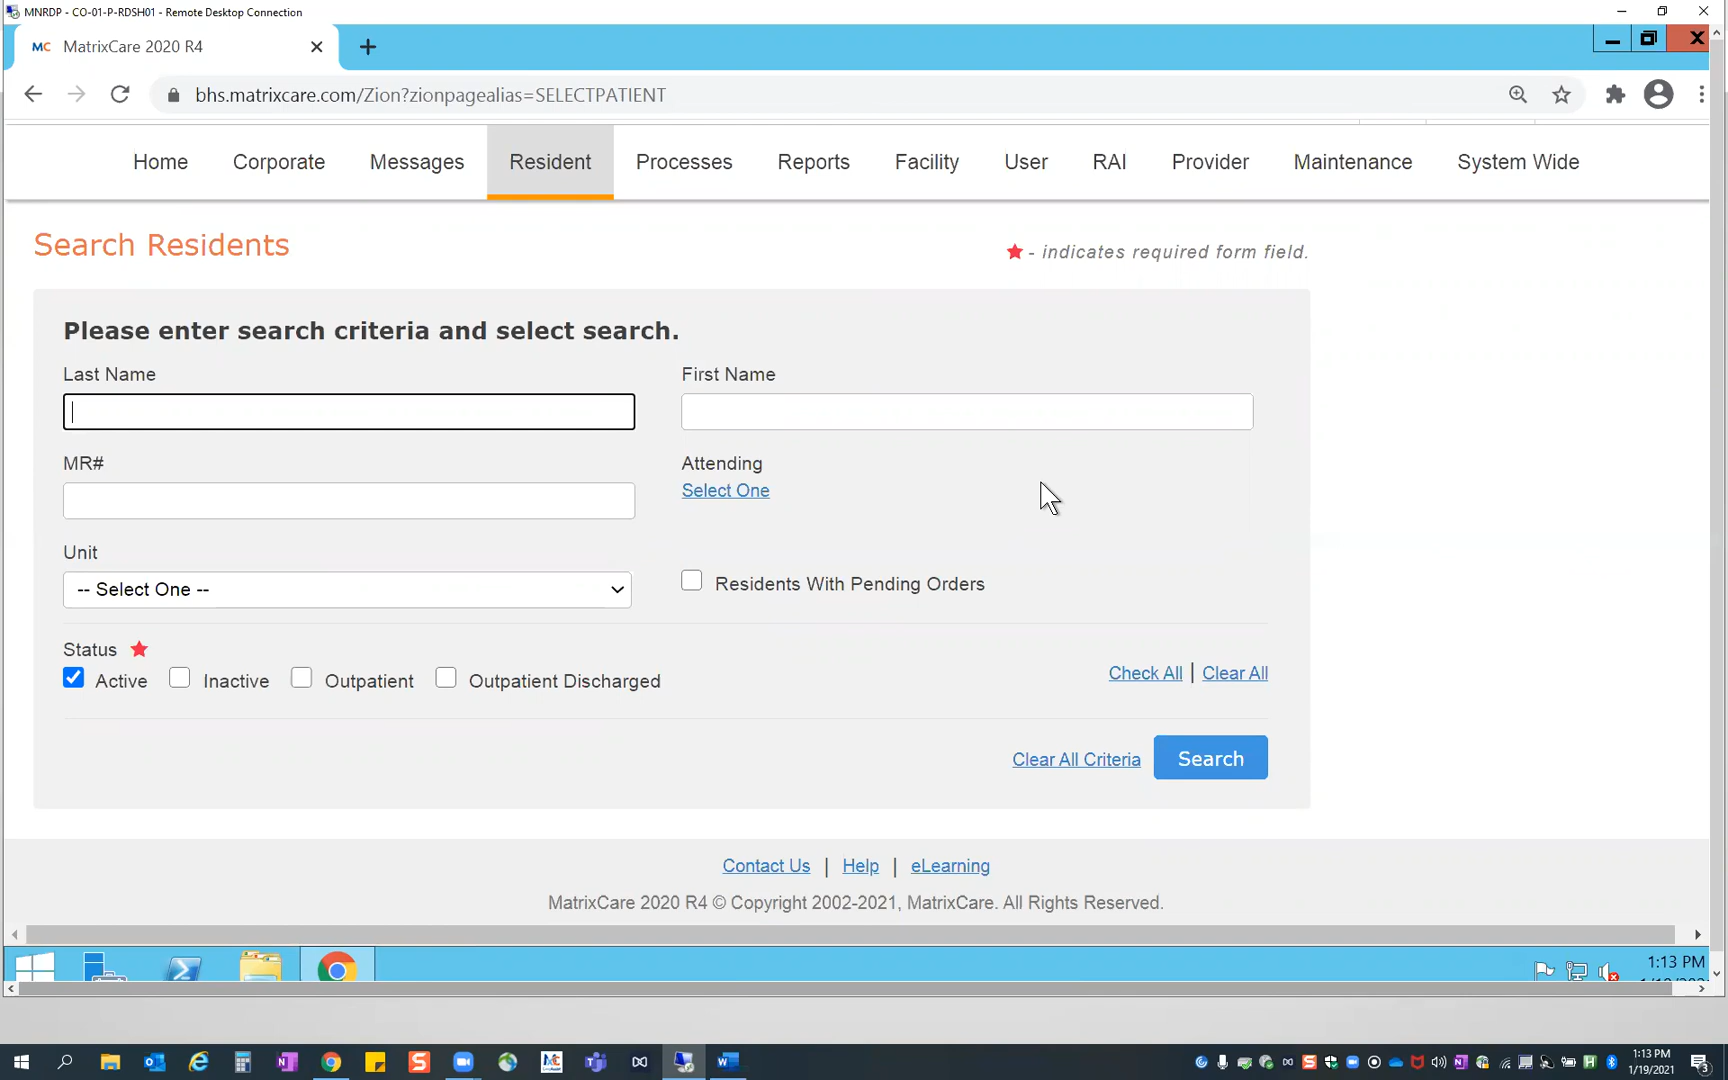 MNRDP - CO-01-P-RDSH01 - Remote Desktop Connection
MC MatrixCare 2020 R4
bhs.matrixcare.com/Zion?zionpagealias=SELECTPATIENT
Home Corporate Messages Resident Processes Reports Facility User RAI Provider Maintenance System Wide
Search Residents
- indicates required form field.
Please enter search criteria and select search.
Last Name First Name
MR# Attending
Select One
Unit
-- Select One --
Residents With Pending Orders
Status
Active Inactive Outpatient Outpatient Discharged
Check All | Clear All
Clear All Criteria Search
Contact Us | Help | eLearning
MatrixCare 2020 R4 © Copyright 2002-2021, MatrixCare. All Rights Reserved.
1:13 PM
1:13 PM
1/19/2021